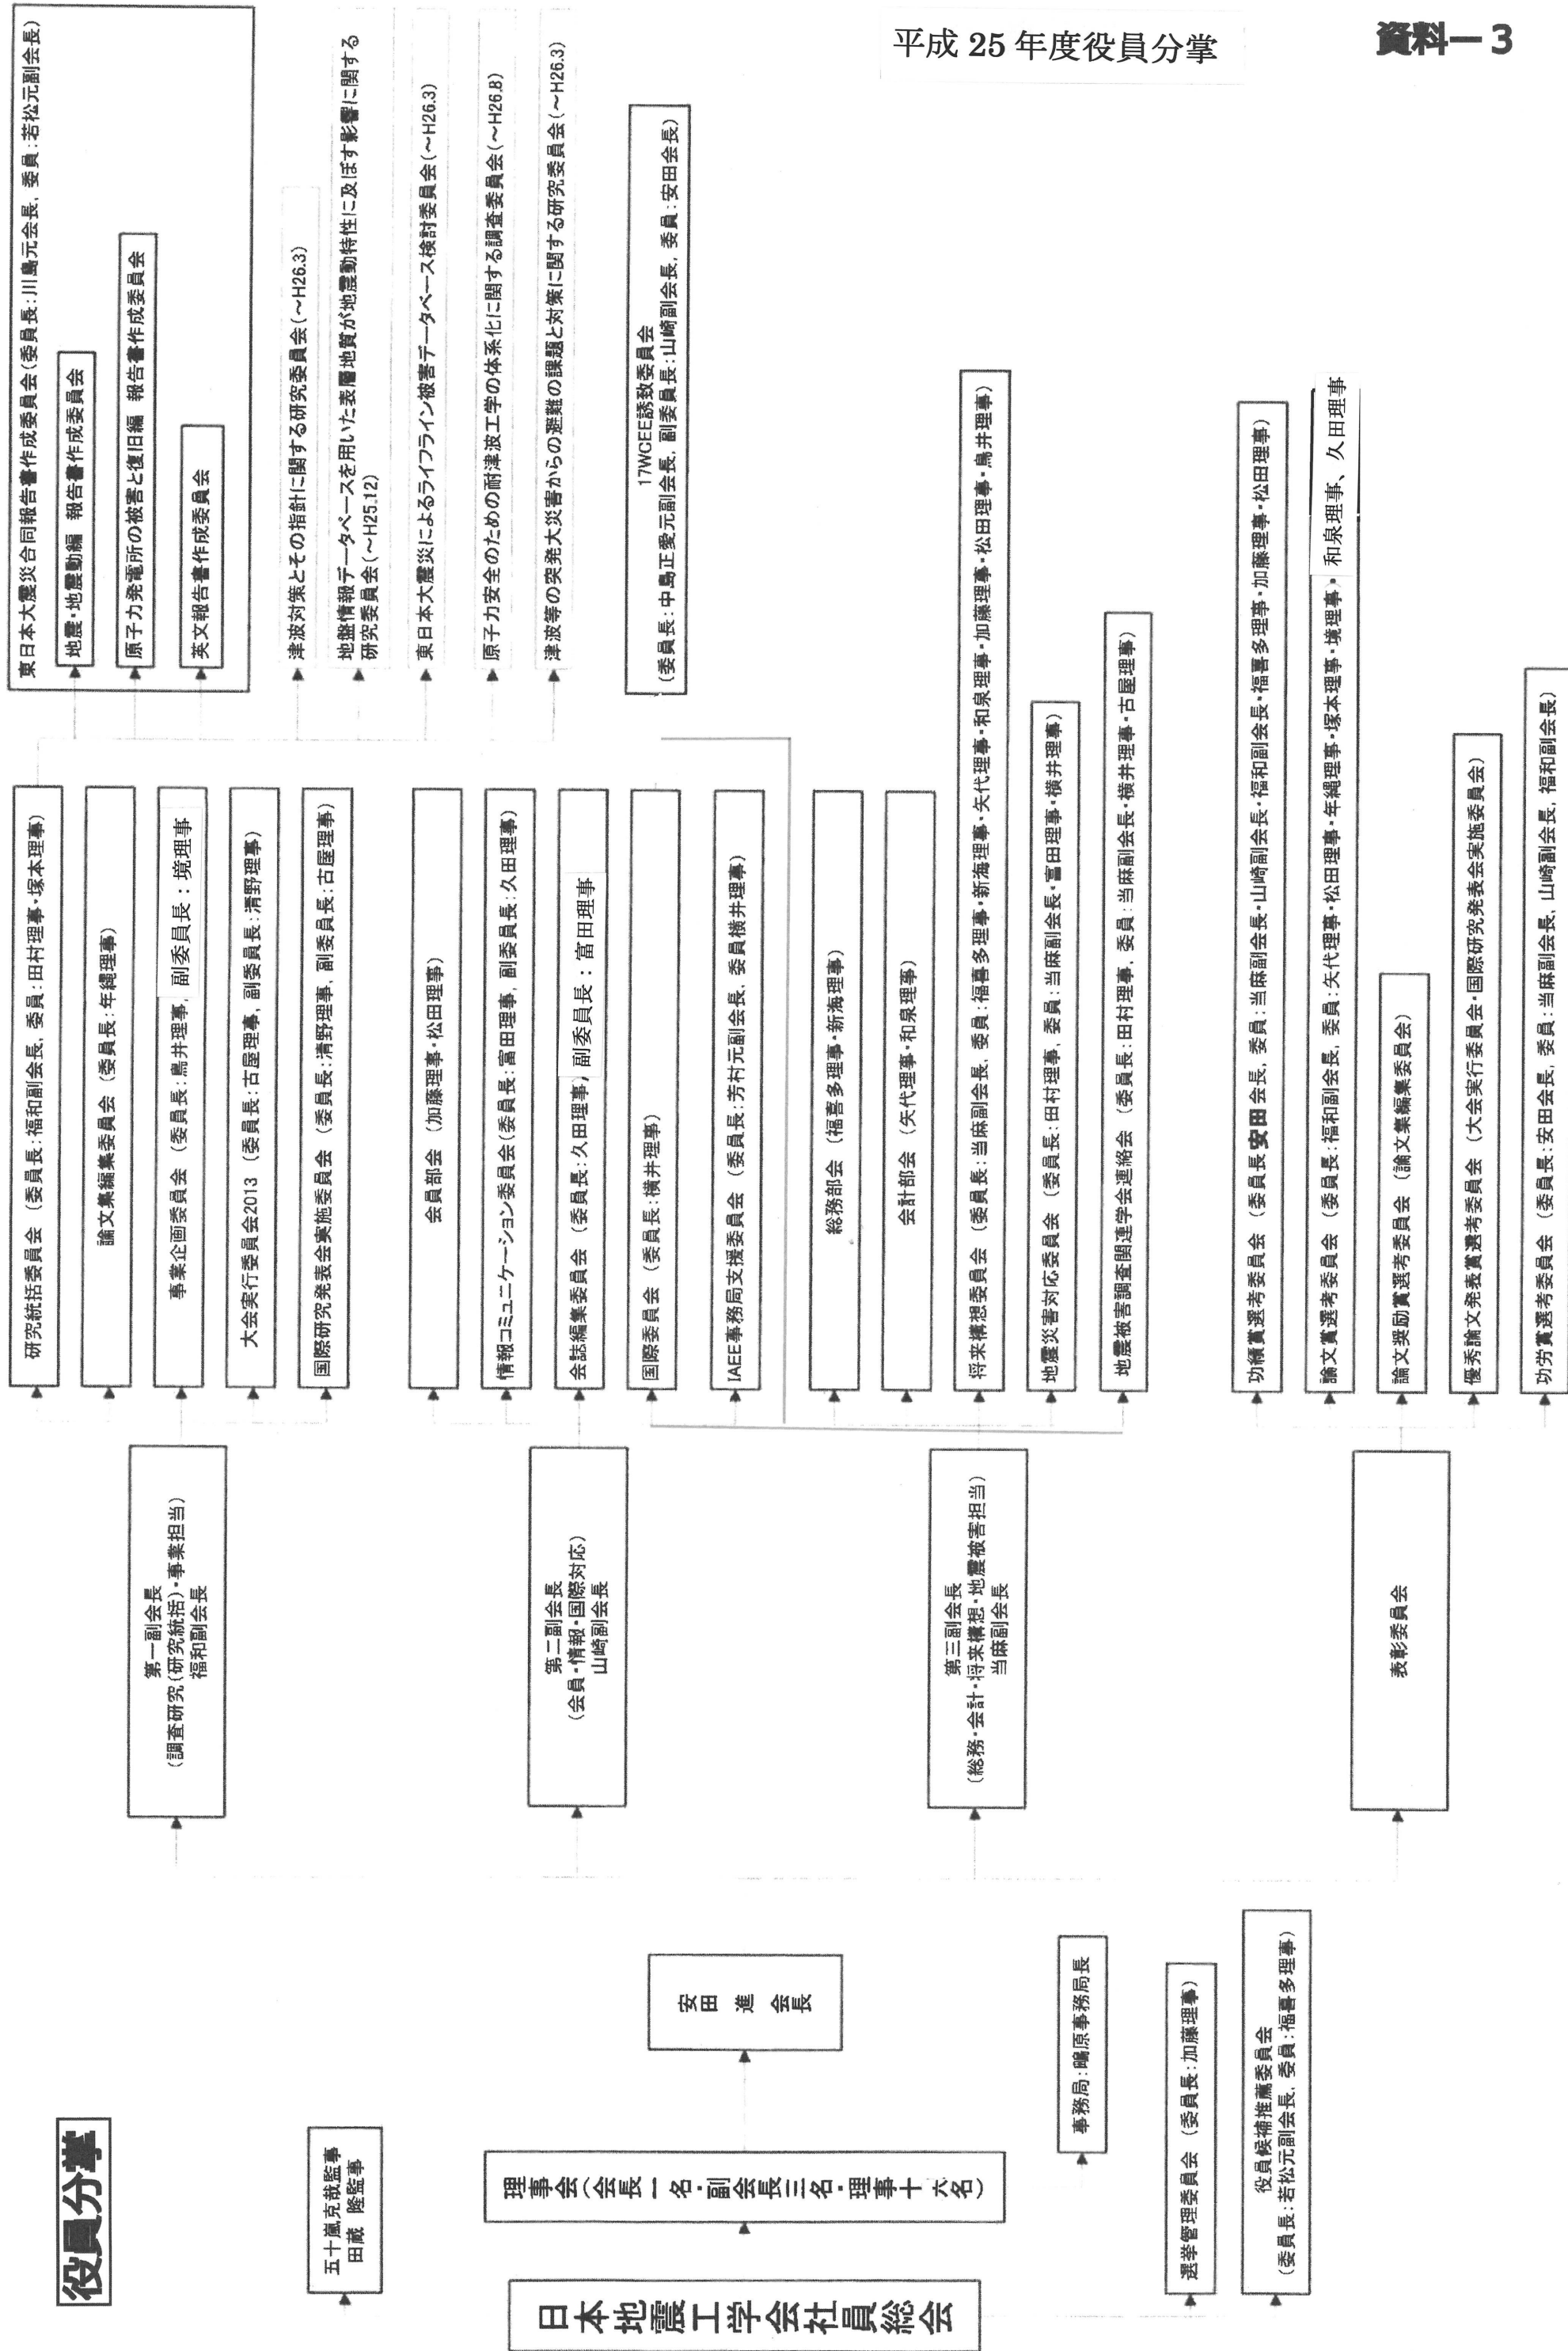 平成 25 年度役員分掌
資料ー3
役員分掌
日本地震工学会社員総会
五十嵐克哉監事
田蔵 隆監事
理事会(会長一名・副会長三名・理事十六名)
安田 進 会長
事務局:鴫原事務局長
選挙管理委員会 (委員長:加藤理事)
役員候補推薦委員会
(委員長:若松元副会長, 委員:福喜多理事)
第一副会長
(調査研究(研究統括)・事業担当)
福和副会長
第二副会長
(会員・情報・国際対応)
山崎副会長
第三副会長
(総務・会計・将来構想・地震被害担当)
当麻副会長
表彰委員会
研究統括委員会 (委員長:福和副会長, 委員:田村理事・塚本理事)
論文集編集委員会 (委員長:年縄理事)
事業企画委員会 (委員長:鳥井理事, 副委員長:境理事
大会実行委員会2013 (委員長:古屋理事, 副委員長:清野理事)
国際研究発表会実施委員会 (委員長:清野理事, 副委員長:古屋理事)
会員部会 (加藤理事・松田理事)
情報コミュニケーション委員会(委員長:富田理事, 副委員長:久田理事)
会誌編集委員会 (委員長:久田理事, 副委員長:富田理事
国際委員会 (委員長:横井理事)
IAEE事務局支援委員会 (委員長:芳村元副会長, 委員横井理事)
総務部会 (福喜多理事・新海理事)
会計部会 (矢代理事・和泉理事)
将来構想委員会 (委員長:当麻副会長, 委員:福喜多理事・新海理事・矢代理事・和泉理事・加藤理事・松田理事・鳥井理事)
地震災害対応委員会 (委員長:田村理事, 委員:当麻副会長・富田理事・横井理事)
地震被害調査関連学会連絡会 (委員長:田村理事, 委員:当麻副会長・横井理事・古屋理事)
功績賞選考委員会 (委員長安田会長, 委員:当麻副会長・山崎副会長・福和副会長・福喜多理事・加藤理事・松田理事)
論文賞選考委員会 (委員長:福和副会長, 委員:矢代理事・松田理事・年縄理事・塚本理事・境理事)・和泉理事、久田理事
論文奨励賞選考委員会 (論文集編集委員会)
優秀論文発表賞選考委員会 (大会実行委員会・国際研究発表会実施委員会)
功労賞選考委員会 (委員長:安田会長, 委員:当麻副会長, 山崎副会長, 福和副会長)
東日本大震災合同報告書作成委員会(委員長:川島元会長, 委員:若松元副会長)
地震・地震動編 報告書作成委員会
原子力発電所の被害と復旧編 報告書作成委員会
英文報告書作成委員会
津波対策とその指針に関する研究委員会(～H26.3)
地盤情報データベースを用いた表層地質が地震動特性に及ぼす影響に関する
研究委員会(～H25.12)
東日本大震災によるライフライン被害データベース検討委員会(～H26.3)
原子力安全のための耐津波工学の体系化に関する調査委員会(～H26.8)
津波等の突発大災害からの避難の課題と対策に関する研究委員会(～H26.3)
17WCEE誘致委員会
(委員長:中島正愛元副会長, 副委員長:山崎副会長, 委員:安田会長)